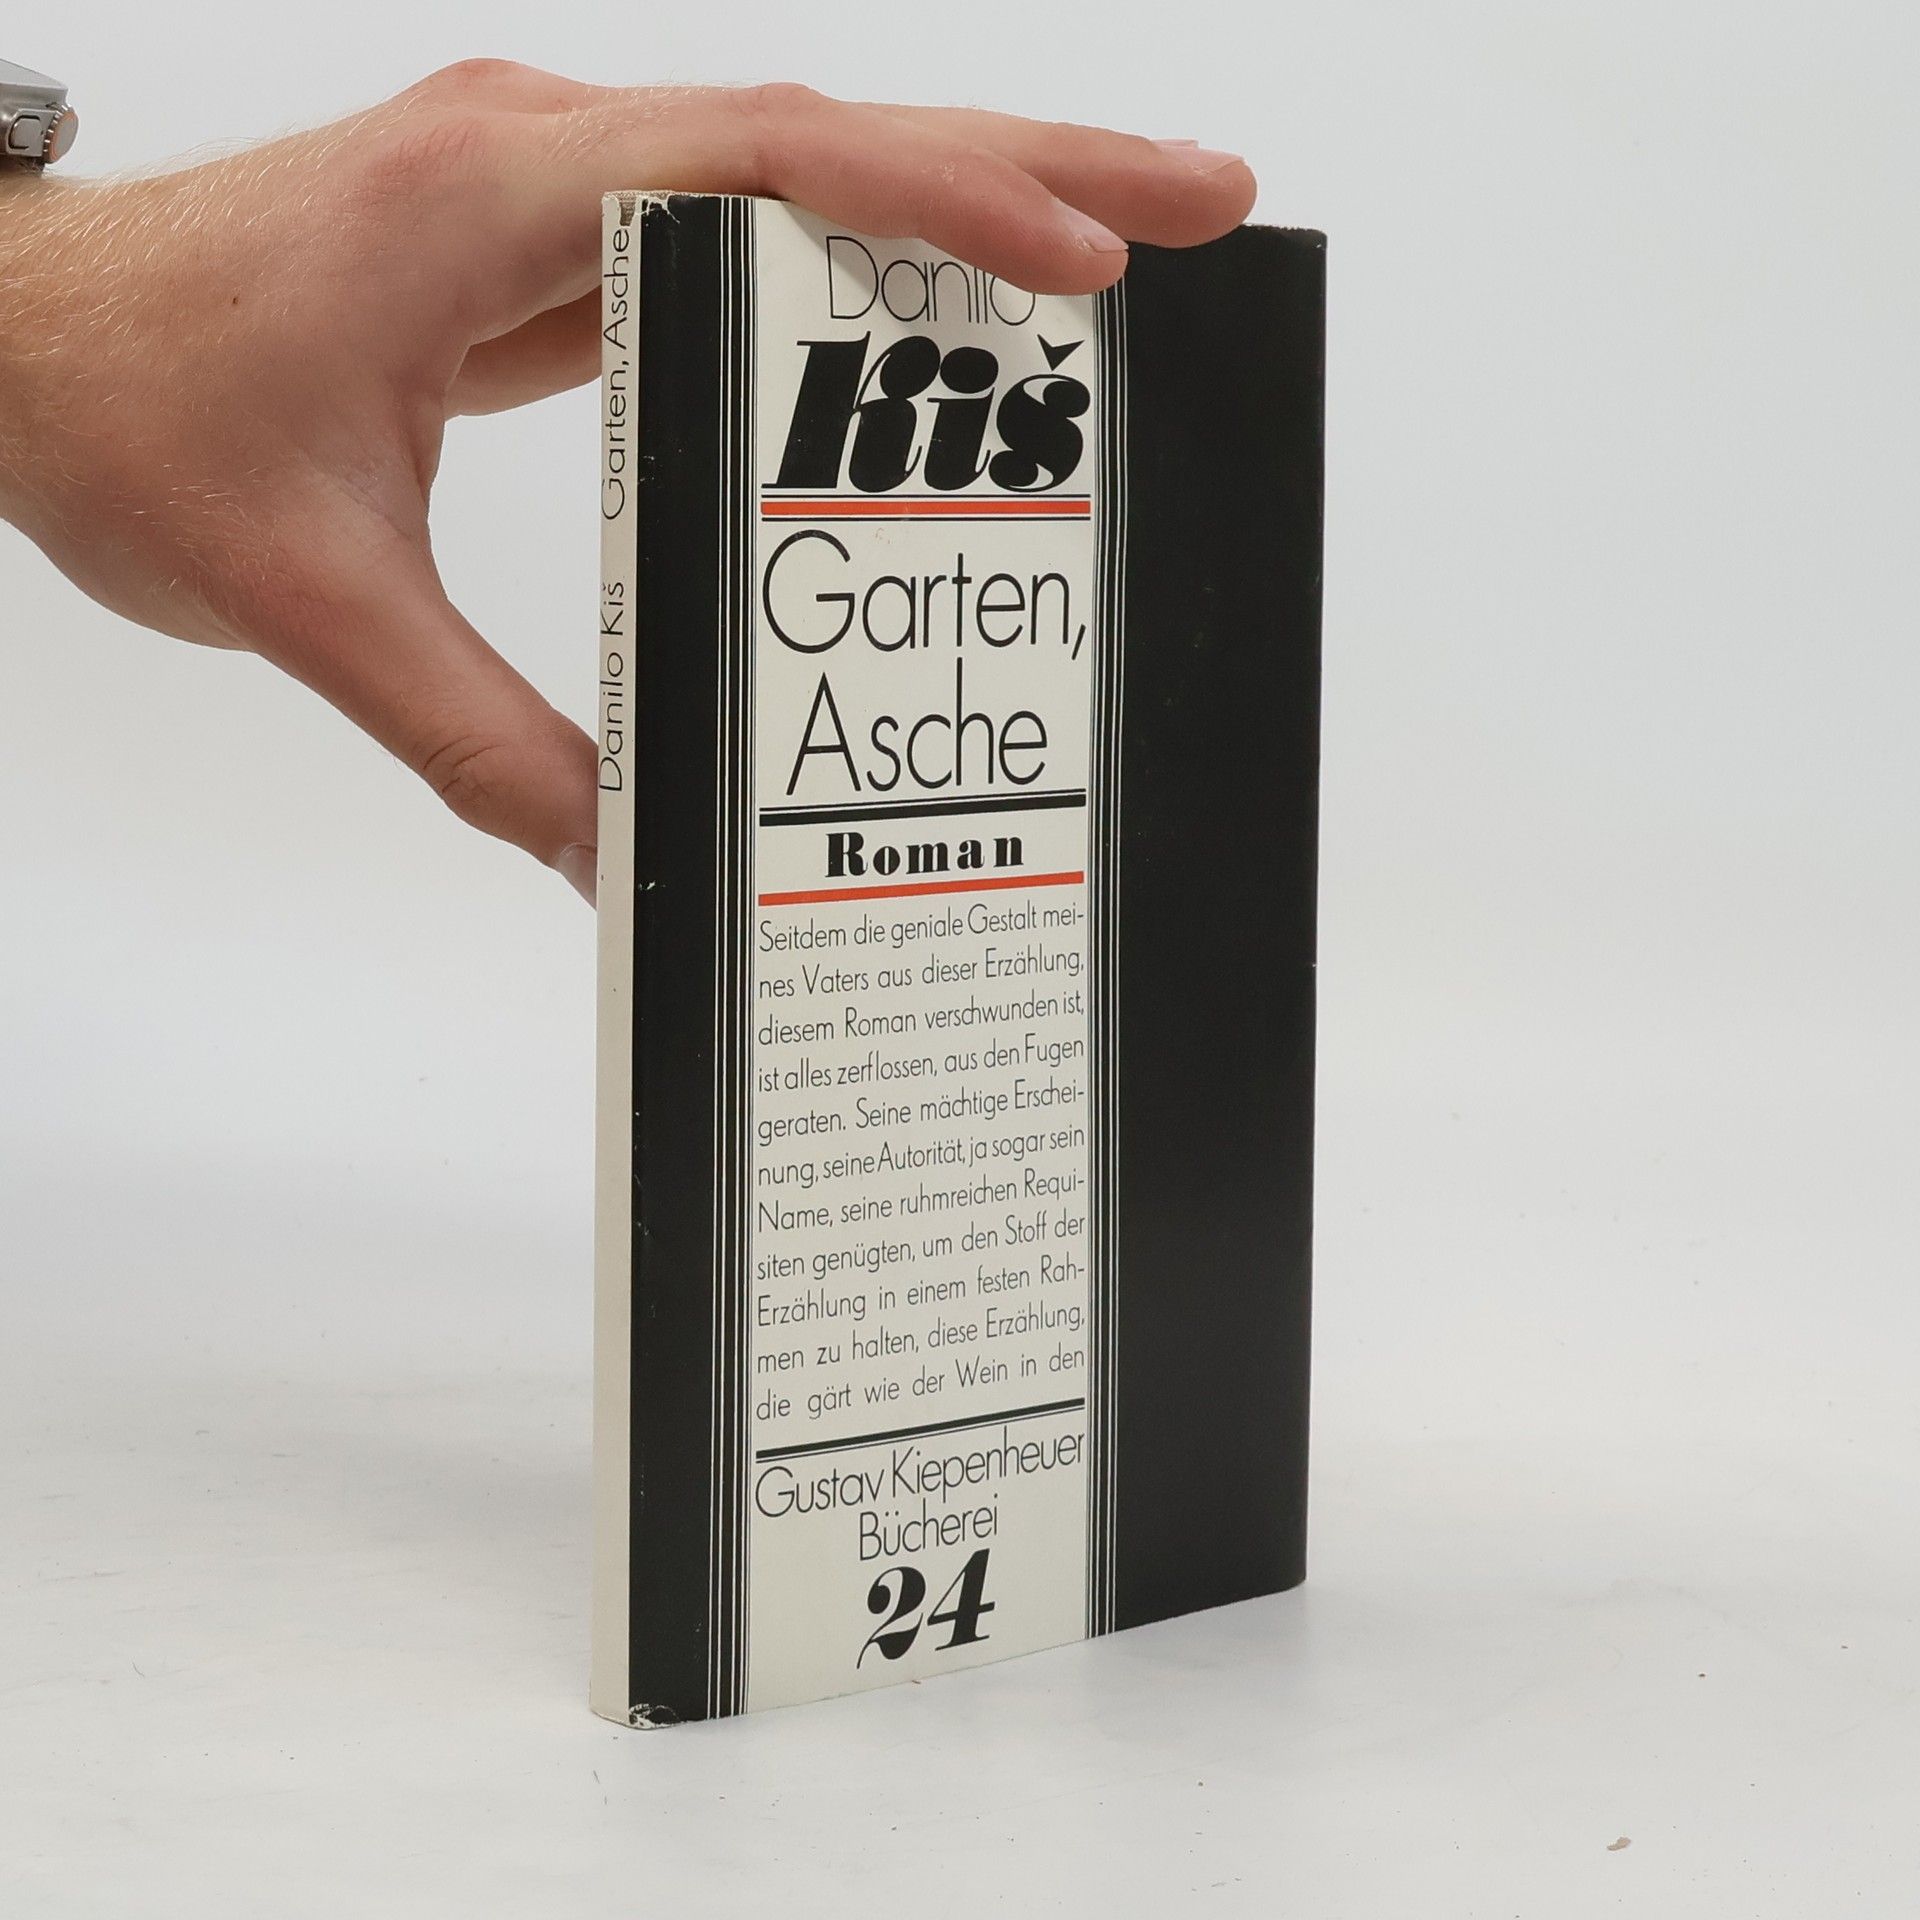 Danilo Kiš Garten, Asche
Danilo
Kiš
Garten,
Asche
Roman
Seitdem die geniale Gestalt mei-
nes Vaters aus dieser Erzählung,
diesem Roman verschwunden ist,
ist alles zerflossen, aus den Fugen
geraten. Seine mächtige Erschei-
nung, seine Autorität, ja sogar sein
Name, seine ruhmreichen Requi-
siten genügten, um den Stoff der
Erzählung in einem festen Rah-
men zu halten, diese Erzählung,
die gärt wie der Wein in den
Gustav Kiepenheuer
Bücherei
24